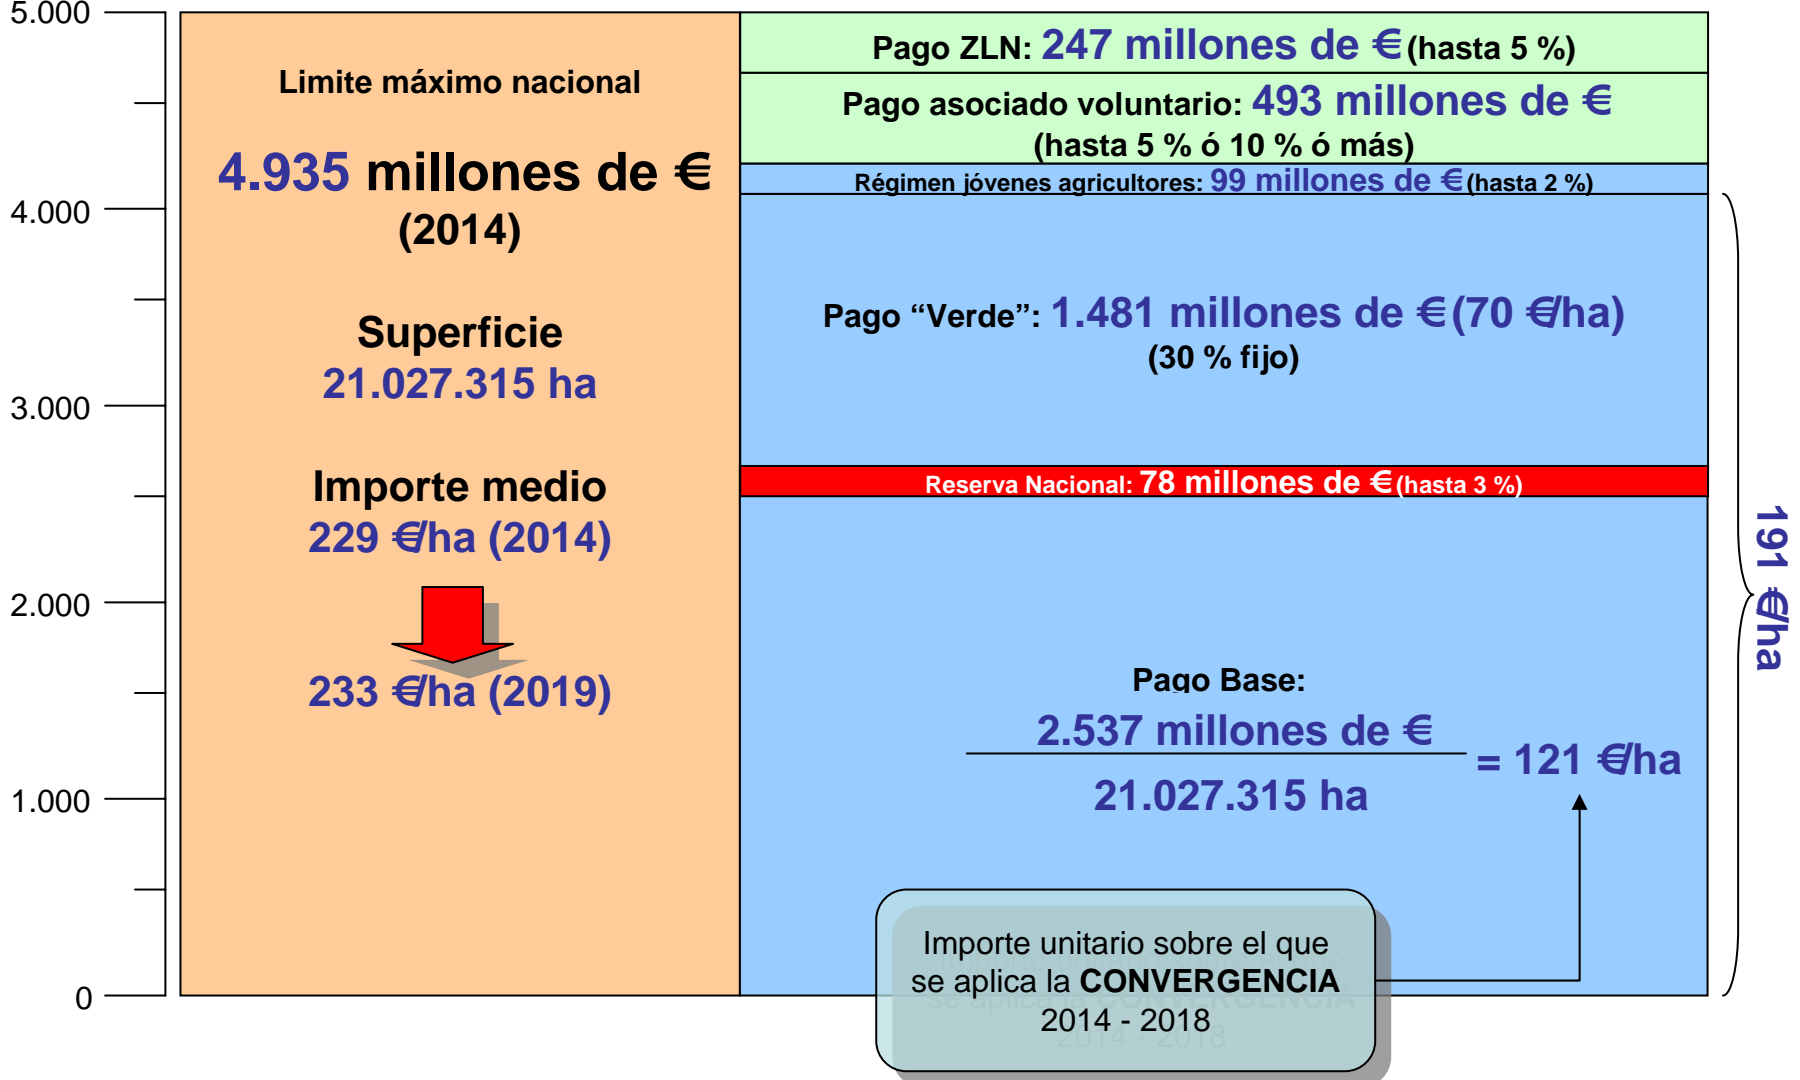 5.000
4.000
3.000
2.000
1.000
0
Limite máximo nacional
4.935 millones de €
(2014)
Superficie
21.027.315 ha
Importe medio
229 €/ha (2014)
233 €/ha (2019)
Pago ZLN: 247 millones de € (hasta 5 %)
Pago asociado voluntario: 493 millones de €
(hasta 5 % ó 10 % ó más)
Régimen jóvenes agricultores: 99 millones de € (hasta 2 %)
Pago “Verde”: 1.481 millones de € (70 €/ha)
(30 % fijo)
Reserva Nacional: 78 millones de € (hasta 3 %)
Pago Base:
2.537 millones de €
21.027.315 ha
= 121 €/ha
191 €/ha
Importe unitario sobre el que
se aplica la CONVERGENCIA
2014 - 2018